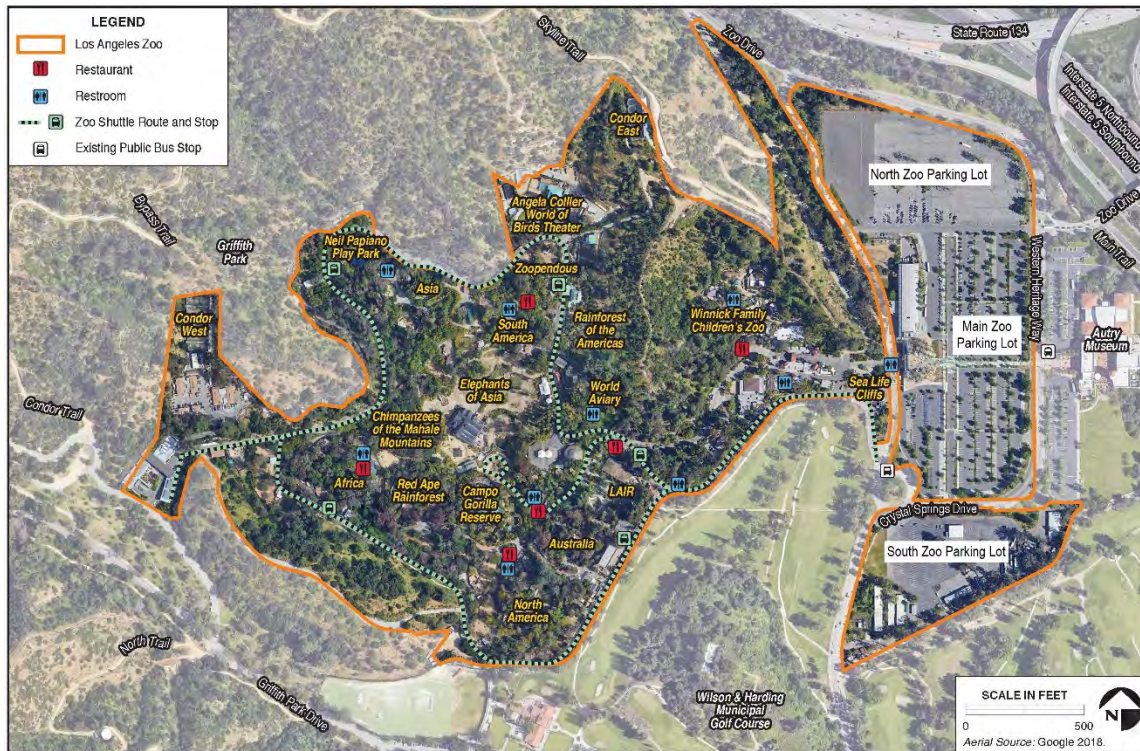 LEGEND
Los Angeles Zoo
Restaurant
Restroom
Zoo Shuttle Route and Stop
Existing Public Bus Stop
Skyline Trail
Zoo Drive
State Route 134
Interstate 5 Northbound
Interstate 5 Southbound
Condor
East
North Zoo Parking Lot
Zoo Drive
Main Trail
Bypass Trail
Griffith
Park
Neil Papiano
Play Park
Angela Collier
World of
Birds Theater
Asia
Zoopendous
South
America
Rainforest
of the
Americas
Winnick Family
Children's Zoo
Western Heritage Way
Main Zoo
Parking Lot
Autry
Museum
Condor
West
Elephants
of Asia
World
Aviary
Sea Life
Cliffs
Condor Trail
Chimpanzees
of the Mahale
Mountains
Africa
Red Ape
Rainforest
Campo
Gorilla
Reserve
LAIR
Australia
Crystal Springs Drive
South Zoo Parking Lot
North
America
North Trail
Griffith Park Drive
Wilson & Harding
Municipal
Golf Course
SCALE IN FEET
0 500
N
Aerial Source: Google 2018.